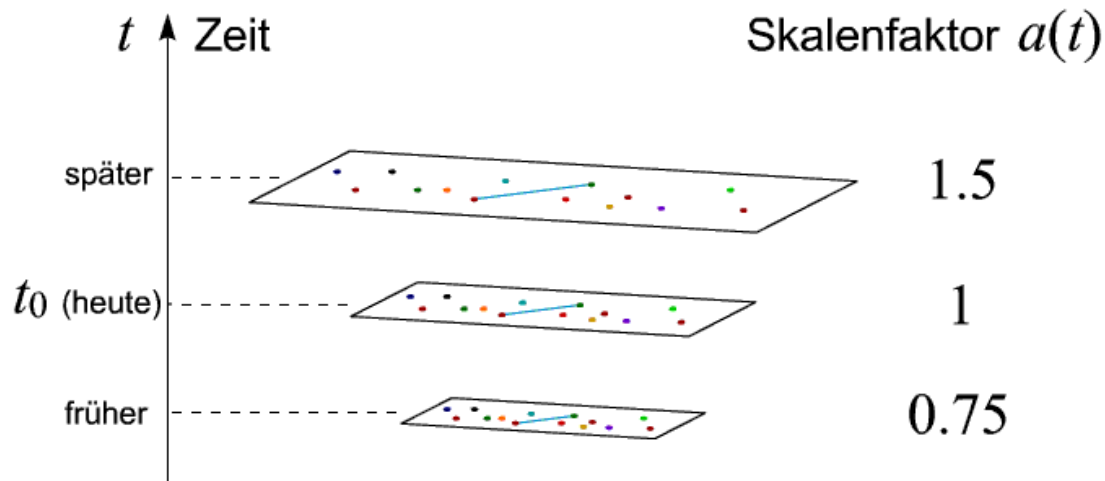 t Zeit Skalenfaktor a(t)
später 1.5
t₀ (heute) 1
früher 0.75